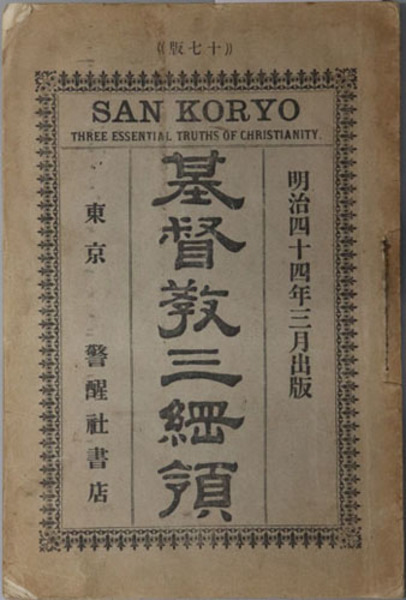 《版七十》
SAN KORYO
THREE ESSENTIAL TRUTHS OF CHRISTIANITY.
明治四十四年三月出版
基督教三綱領
東京 警醒社書店